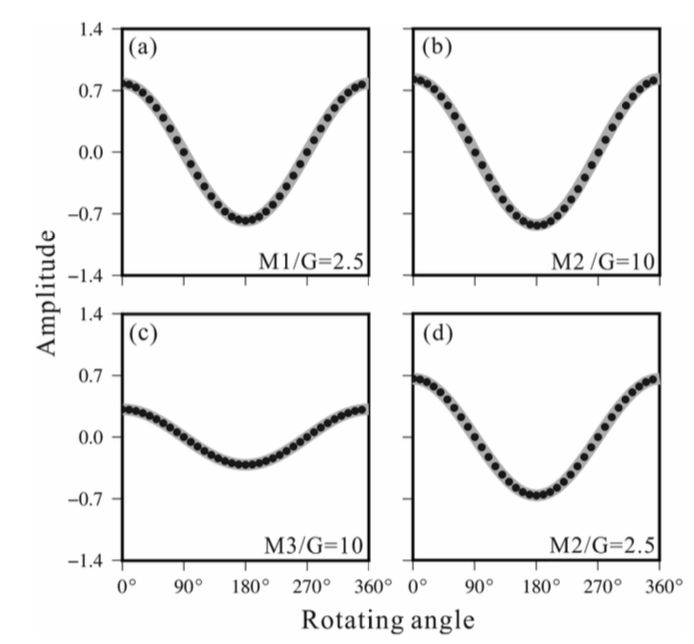 1.4
(a)
(b)
0.7
0.0
−0.7
−1.4
M1/G=2.5
M2 /G=10
Amplitude
1.4
(c)
(d)
0.7
0.0
−0.7
−1.4
M3/G=10
M2/G=2.5
0° 90° 180° 270° 360° 0° 90° 180° 270° 360°
Rotating angle